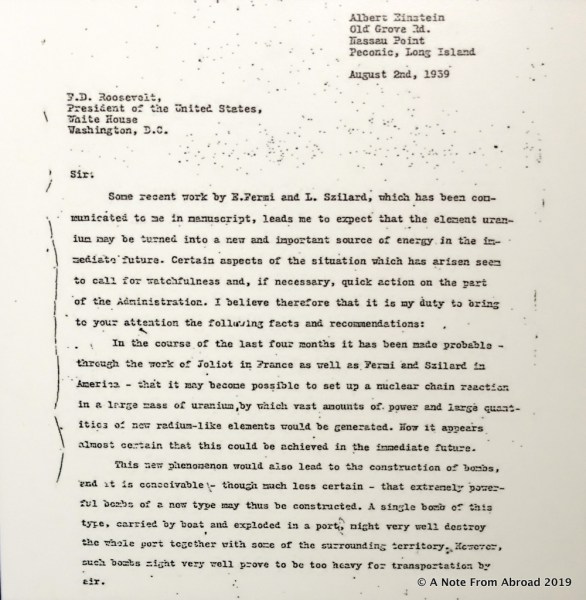 Albert Einstein
Old Grove Rd.
Nassau Point
Peconic, Long Island
August 2nd, 1939
F.D. Roosevelt,
President of the United States,
White House
Washington, D.C.
Sir:
Some recent work by E.Fermi and L. Szilard, which has been com-
municated to me in manuscript, leads me to expect that the element uran-
ium may be turned into a new and important source of energy in the im-
mediate future. Certain aspects of the situation which has arisen seem
to call for watchfulness and, if necessary, quick action on the part
of the Administration. I believe therefore that it is my duty to bring
to your attention the following facts and recommendations:
In the course of the last four months it has been made probable -
through the work of Joliot in France as well as Fermi and Szilard in
America - that it may become possible to set up a nuclear chain reaction
in a large mass of uranium,by which vast amounts of power and large quant-
ities of new radium-like elements would be generated. Now it appears
almost certain that this could be achieved in the immediate future.
This new phenomenon would also lead to the construction of bombs,
and it is conceivable - though much less certain - that extremely power-
ful bombs of a new type may thus be constructed. A single bomb of this
type, carried by boat and exploded in a port, might very well destroy
the whole port together with some of the surrounding territory. However,
such bombs might very well prove to be too heavy for transportation by
air.
© A Note From Abroad 2019